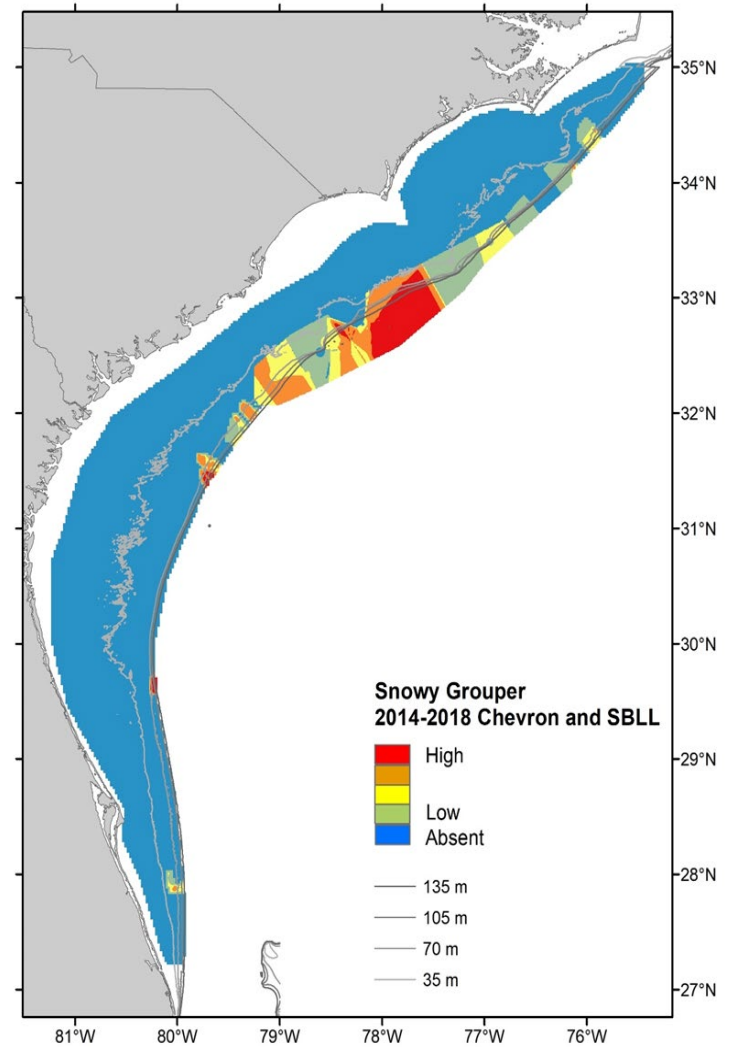 35°N
34°N
33°N
32°N
31°N
30°N
Snowy Grouper
2014-2018 Chevron and SBLL
High
29°N
Low
Absent
28°N
135 m
105 m
70 m
35 m
27°N
81°W 80°W 79°W 78°W 77°W 76°W